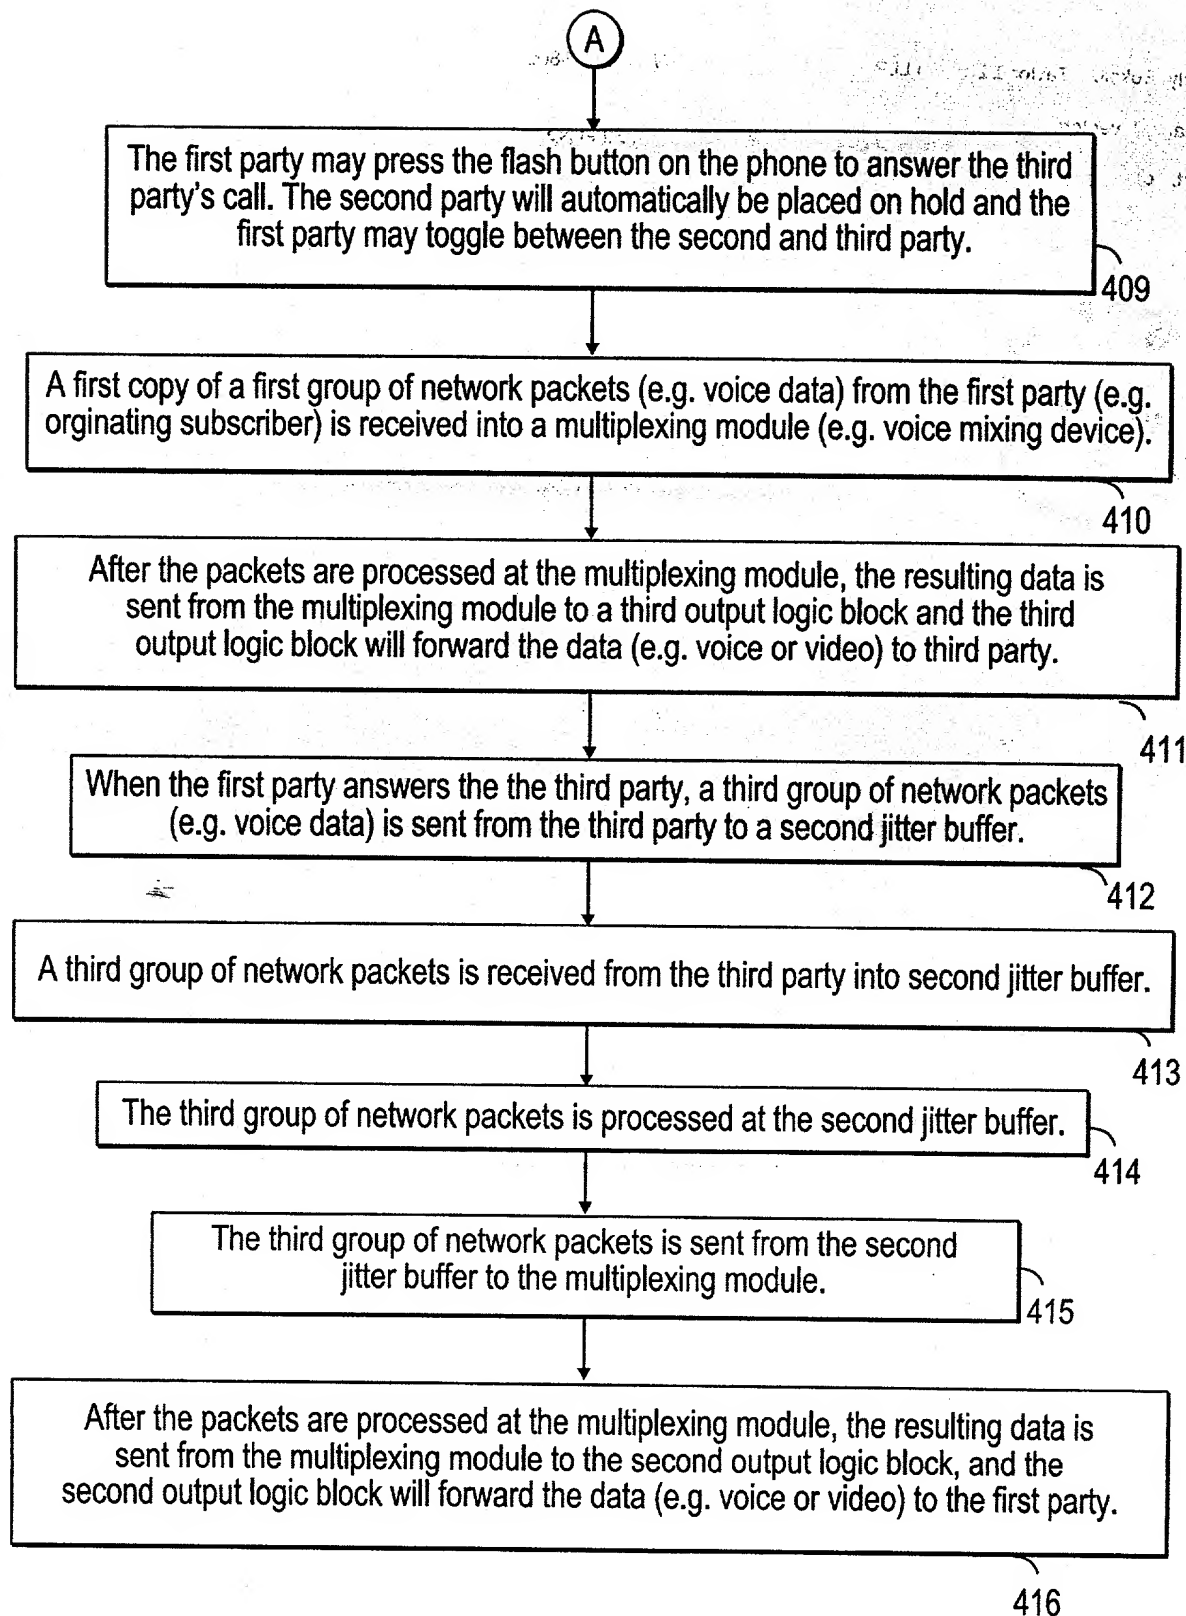 A
The first party may press the flash button on the phone to answer the third
party's call. The second party will automatically be placed on hold and the
first party may toggle between the second and third party.
409
A first copy of a first group of network packets (e.g. voice data) from the first party (e.g.
orginating subscriber) is received into a multiplexing module (e.g. voice mixing device).
410
After the packets are processed at the multiplexing module, the resulting data is
sent from the multiplexing module to a third output logic block and the third
output logic block will forward the data (e.g. voice or video) to third party.
411
When the first party answers the the third party, a third group of network packets
(e.g. voice data) is sent from the third party to a second jitter buffer.
412
A third group of network packets is received from the third party into second jitter buffer.
413
The third group of network packets is processed at the second jitter buffer.
414
The third group of network packets is sent from the second
jitter buffer to the multiplexing module.
415
After the packets are processed at the multiplexing module, the resulting data is
sent from the multiplexing module to the second output logic block, and the
second output logic block will forward the data (e.g. voice or video) to the first party.
416